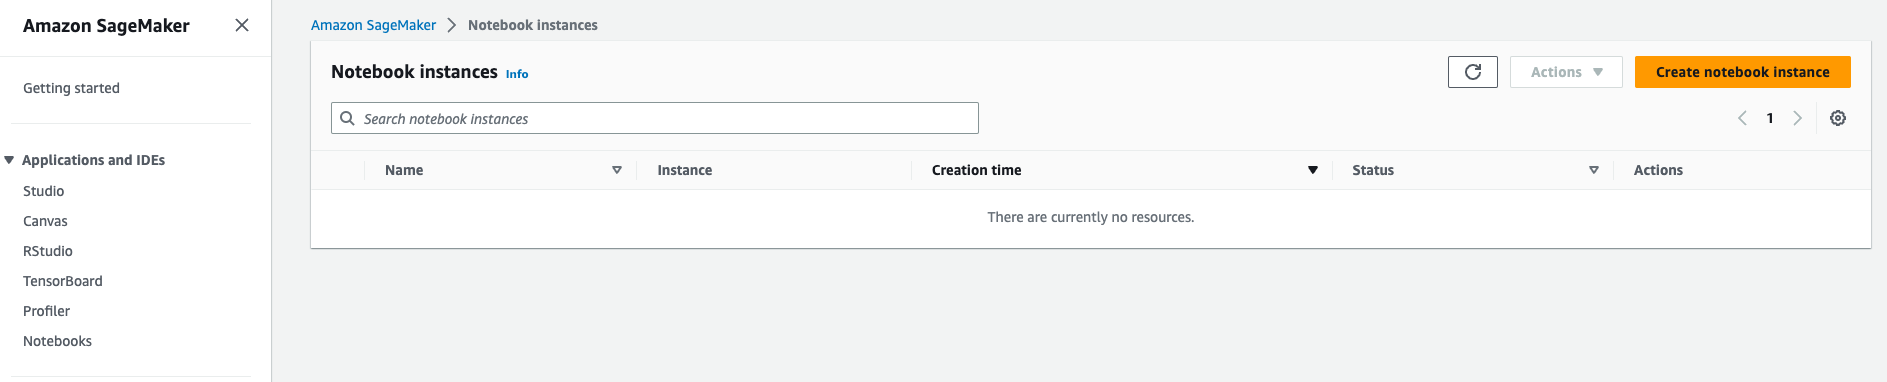 Amazon SageMaker
Getting started
Applications and IDEs
Studio
Canvas
RStudio
TensorBoard
Profiler
Notebooks
Amazon SageMaker > Notebook instances
Notebook instances Info
Actions
Create notebook instance
Search notebook instances
1
Name Instance Creation time Status Actions
There are currently no resources.